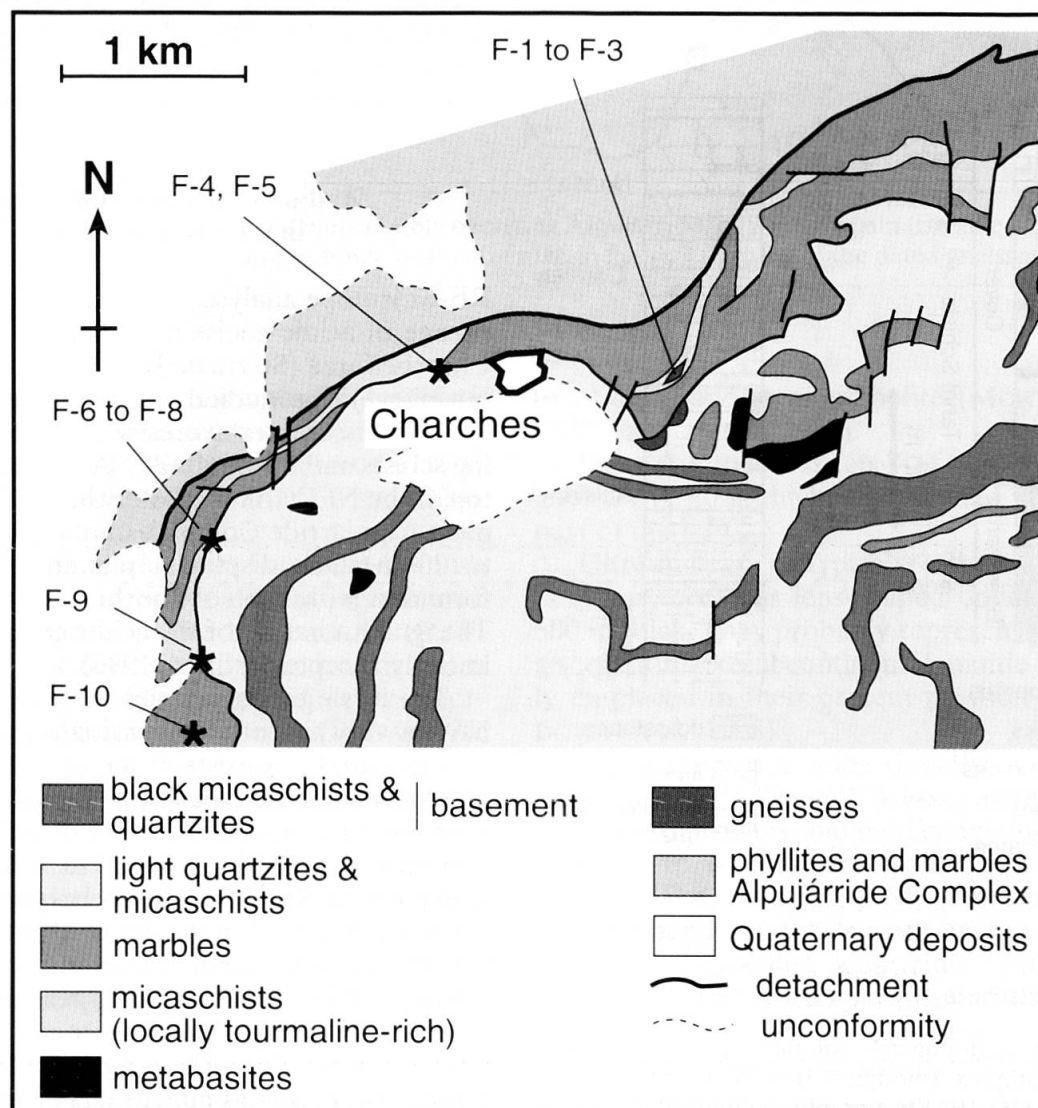 1 km
F-1 to F-3
N
F-4, F-5
F-6 to F-8
Charches
F-9
F-10
black micaschists &
quartzites
basement
light quartzites &
micaschists
marbles
micaschists
(locally tourmaline-rich)
metabasites
gneisses
phyllites and marbles
Alpujárride Complex
Quaternary deposits
detachment
unconformity